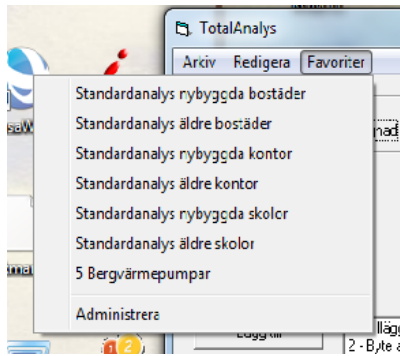 TotalAnalys
Arkiv Redigera Favoriter
Standardanalys nybyggda bostäder
Standardanalys äldre bostäder
Standardanalys nybyggda kontor
Standardanalys äldre kontor
Standardanalys nybyggda skolor
Standardanalys äldre skolor
5 Bergvärmepumpar
Administrera
2